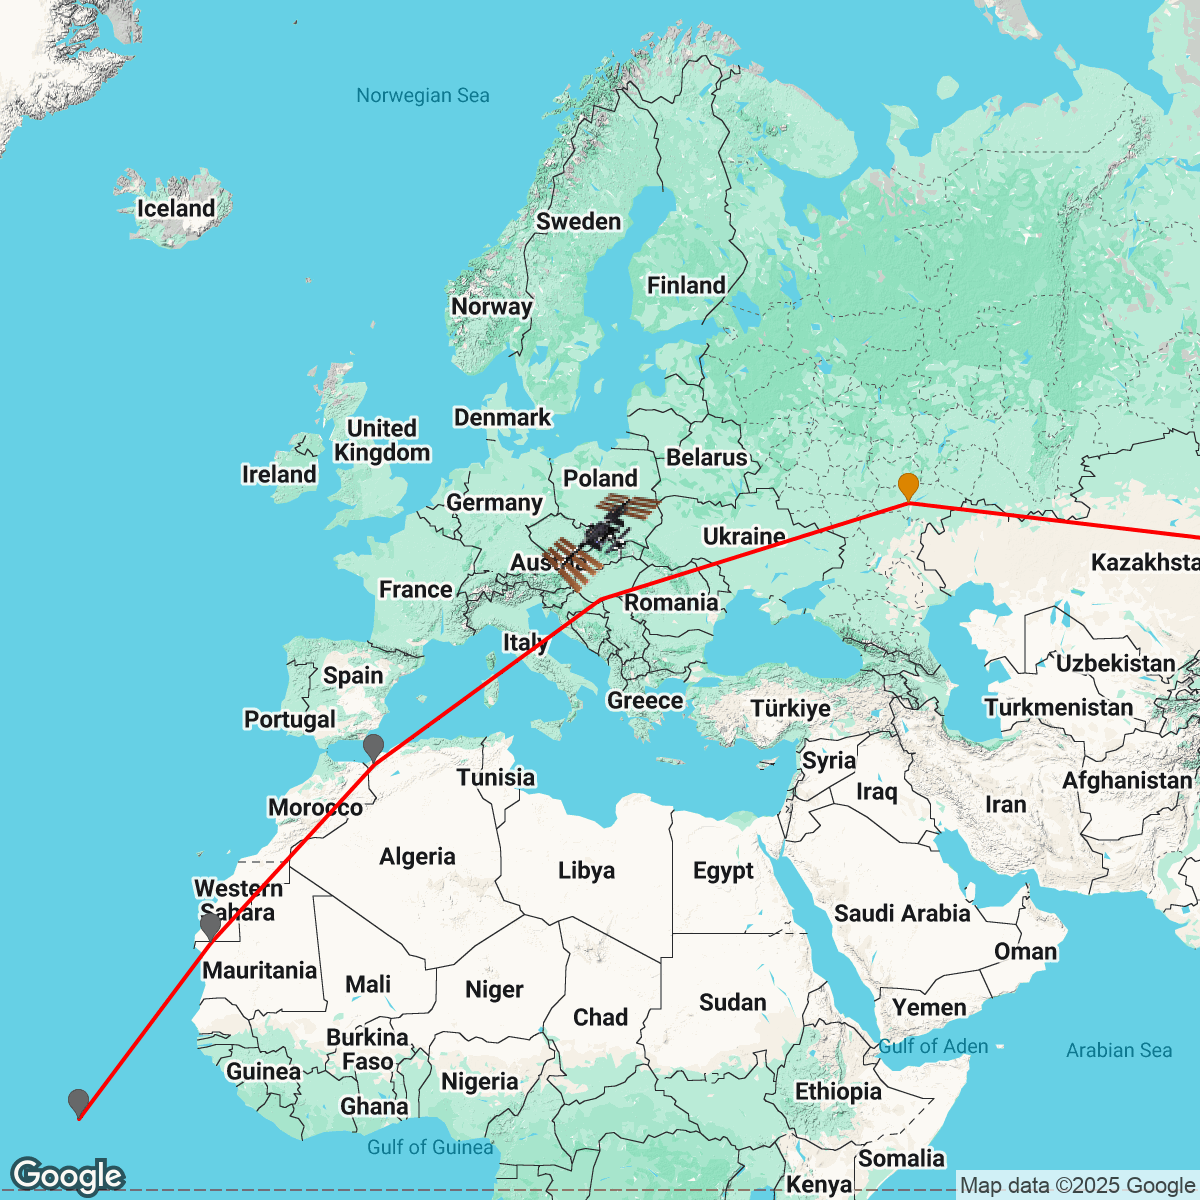 Norwegian Sea
Iceland
Sweden
Finland
Norway
Denmark
United
Kingdom
Ireland
Belarus
Poland
Germany
Ukraine
Austria
Kazakhsta
France
Romania
Italy
Uzbekistan
Spain
Greece
Türkiye
Turkmenistan
Portugal
Syria
Tunisia
Afghanistan
Iraq
Iran
Morocco
Algeria
Libya
Egypt
Western
Sahara
Saudi Arabia
Oman
Mauritania
Mali
Niger
Sudan
Yemen
Chad
Burkina
Faso
Gulf of Aden
Arabian Sea
Guinea
Nigeria
Ethiopia
Ghana
Gulf of Guinea
Somalia
Kenya
Google
Map data ©2025 Google